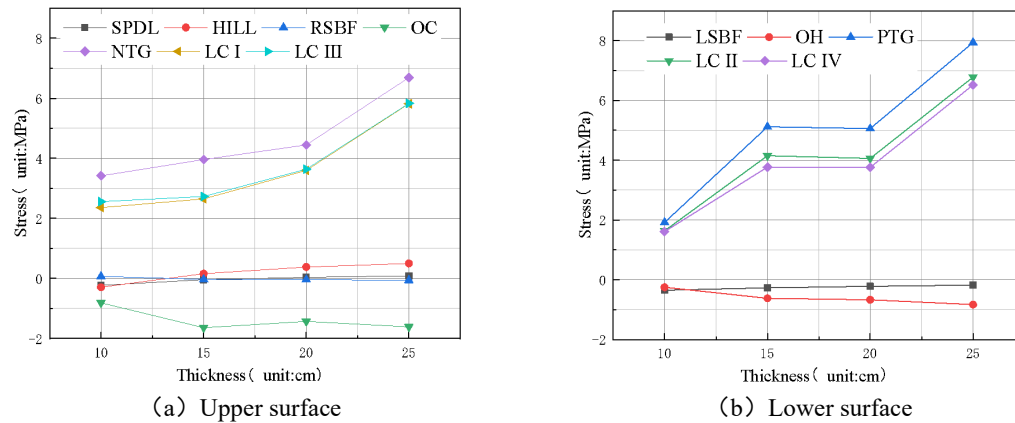 SPDL HILL RSBF OC
NTG LC I LC III
Stress( unit:MPa)
8
6
4
2
0
-2
10 15 20 25
Thickness( unit:cm)
(a) Upper surface
LSBF OH PTG
LC II LC IV
Stress( unit:MPa)
8
6
4
2
0
-2
10 15 20 25
Thickness( unit:cm)
(b) Lower surface